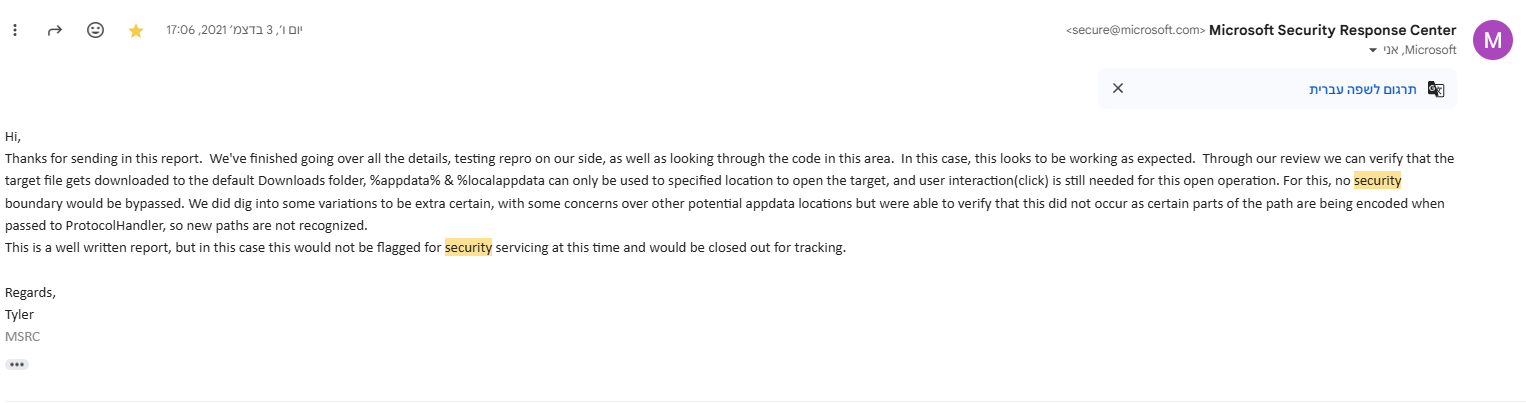 Microsoft Security Response Center <secure@microsoft.com>
יום ו׳, 3 בדצמ׳ 2021, 17:06
Microsoft, אני
M
תרגום לשפה עברית
Hi,
Thanks for sending in this report.  We've finished going over all the details, testing repro on our side, as well as looking through the code in this area.  In this case, this looks to be working as expected.  Through our review we can verify that the
target file gets downloaded to the default Downloads folder, %appdata% & %localappdata can only be used to specified location to open the target, and user interaction(click) is still needed for this open operation. For this, no security
boundary would be bypassed. We did dig into some variations to be extra certain, with some concerns over other potential appdata locations but were able to verify that this did not occur as certain parts of the path are being encoded when
passed to ProtocolHandler, so new paths are not recognized.
This is a well written report, but in this case this would not be flagged for security servicing at this time and would be closed out for tracking.
Regards,
Tyler
MSRC